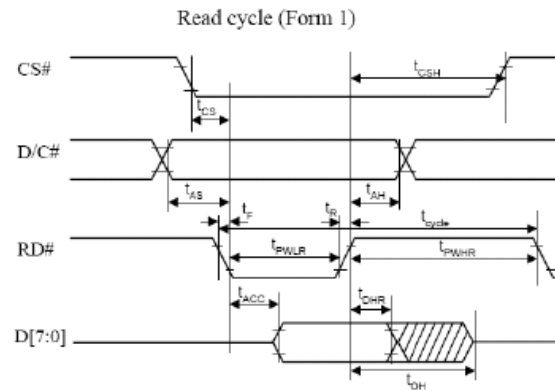 Read cycle (Form 1)
CS#
tCSH
tCS
D/C#
tAS
tAH
tF
tR
tcycle
RD#
tPWLR
tPWHR
tACC
tDHR
D[7:0]
tOH